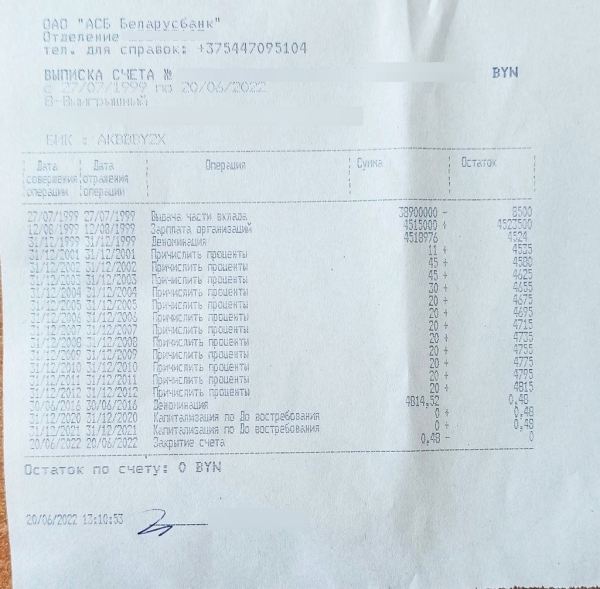 ОАО "АСБ Беларусбанк"
Отделение
тел. для справок: +375447095104
ВЫПИСКА СЧЕТА № BYN
с 27/07/1999 по 20/06/2022
8-Выигрышный
БИК : AKBBBY2X
Дата совершения операции Дата отражения операции Операция Сумма Остаток
27/07/1999 27/07/1999 Выдача части вклада 38900000 - 8500
12/08/1999 12/08/1999 Зарплата организаций 4515000 + 4523500
31/12/1999 31/12/1999 Деноминация 4518976 4524
31/12/2001 31/12/2001 Причислить проценты 11 + 4535
31/12/2002 31/12/2002 Причислить проценты 45 + 4580
31/12/2003 31/12/2003 Причислить проценты 45 + 4625
31/12/2004 31/12/2004 Причислить проценты 30 + 4655
31/12/2005 31/12/2005 Причислить проценты 20 + 4675
31/12/2006 31/12/2006 Причислить проценты 20 + 4695
31/12/2007 31/12/2007 Причислить проценты 20 + 4715
31/12/2008 31/12/2008 Причислить проценты 20 + 4735
31/12/2009 31/12/2009 Причислить проценты 20 + 4755
31/12/2010 31/12/2010 Причислить проценты 20 + 4775
31/12/2011 31/12/2011 Причислить проценты 20 + 4795
31/12/2012 31/12/2012 Причислить проценты 20 + 4815
30/06/2016 30/06/2016 Деноминация 4814,52 0,48
31/12/2020 31/12/2020 Капитализация по До востребования 0 + 0,48
31/12/2021 31/12/2021 Капитализация по До востребования 0 + 0,48
20/06/2022 20/06/2022 Закрытие счета 0,48 - 0
Остаток по счету: 0 BYN
20/06/2022 13:10:53